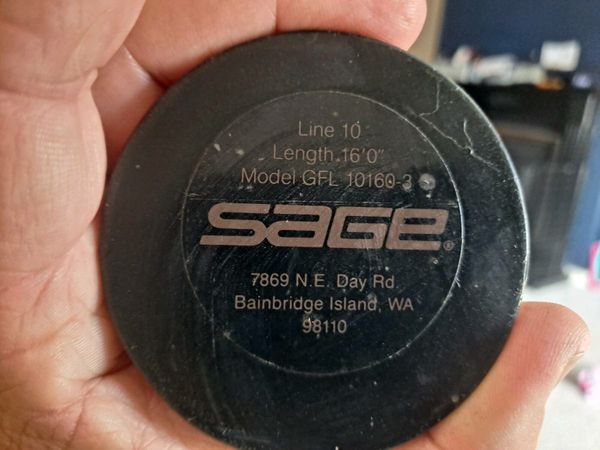 Line 10
Length 16'0"
Model GFL 10160-3
SAGE®
7869 N.E. Day Rd
Bainbridge Island, WA
98110